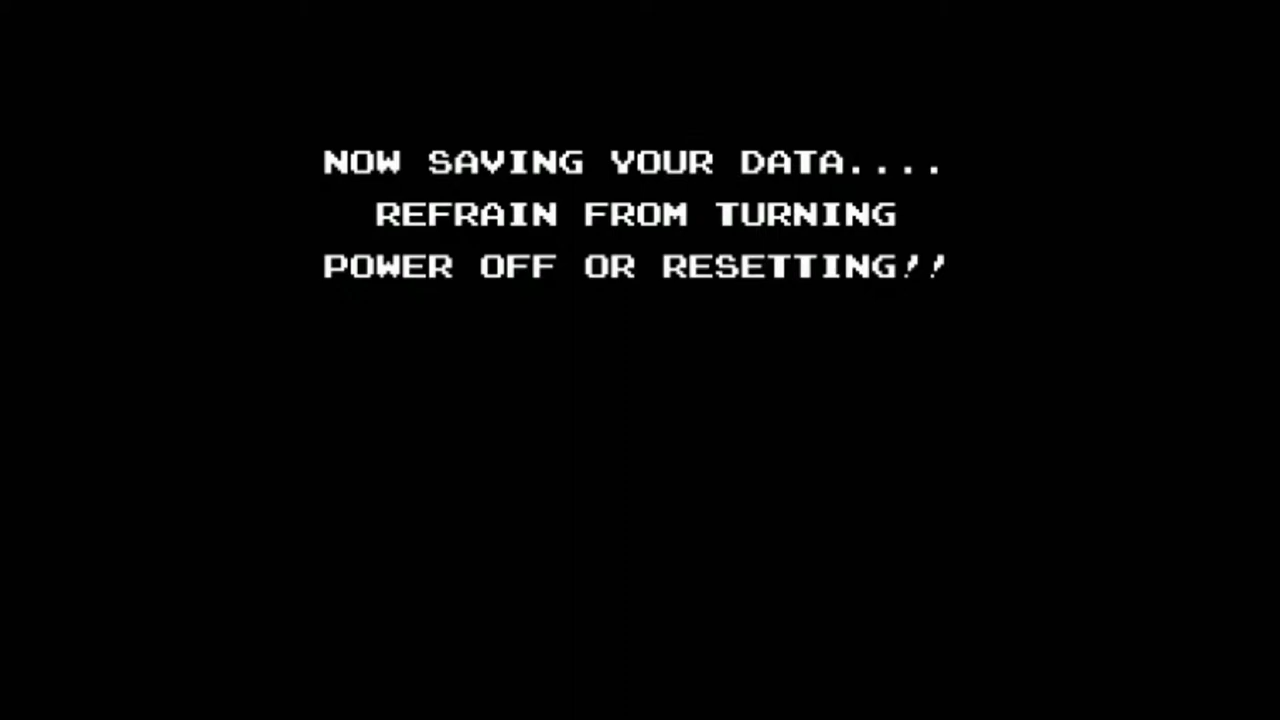 NOW SAVING YOUR DATA....
REFRAIN FROM TURNING
POWER OFF OR RESETTING!!